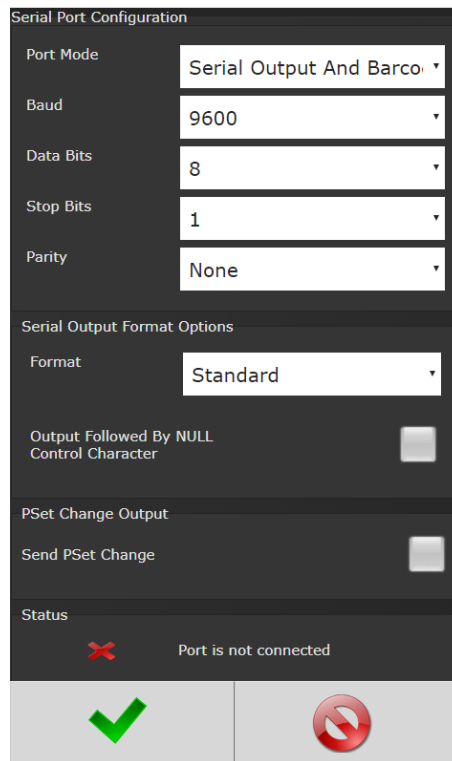 Serial Port Configuration
Port Mode
Serial Output And Barco
Baud
9600
Data Bits
8
Stop Bits
1
Parity
None
Serial Output Format Options
Format
Standard
Output Followed By NULL
Control Character
PSet Change Output
Send PSet Change
Status
Port is not connected